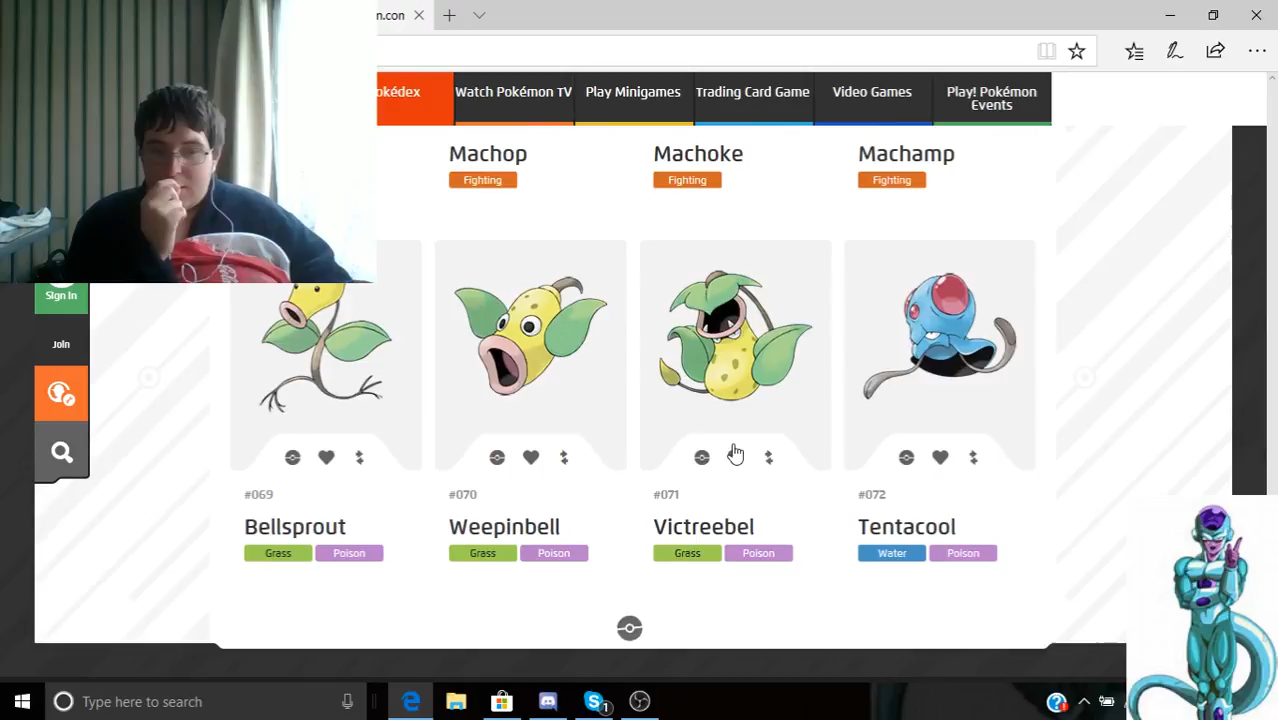 n.con
okédex
Watch Pokémon TV
Play Minigames
Trading Card Game
Video Games
Play! Pokémon
Events
Machop
Machoke
Machamp
Fighting
Fighting
Fighting
Sign In
Join
#069
#070
#071
#072
Bellsprout
Weepinbell
Victreebel
Tentacool
Grass Poison
Grass Poison
Grass Poison
Water Poison
Type here to search
1